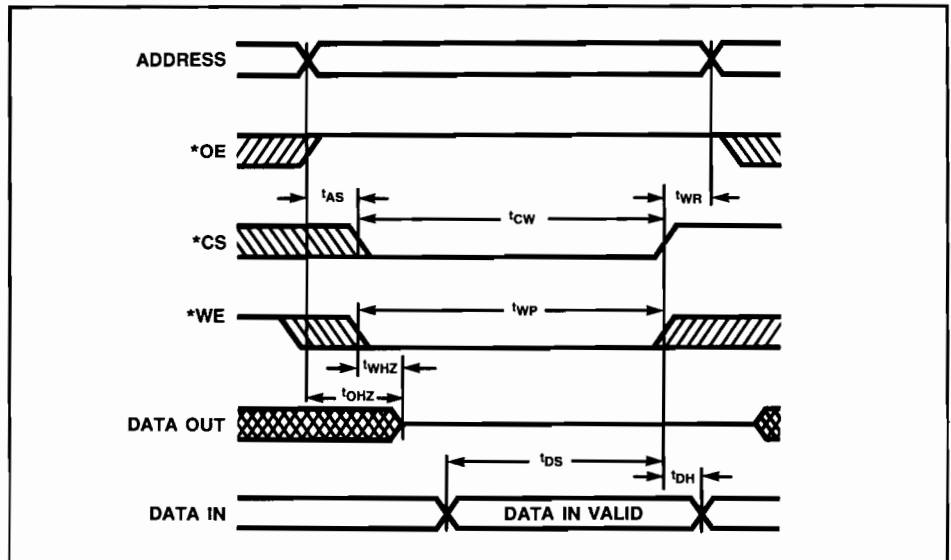 ADDRESS
*OE
tAS
tWR
tCW
*CS
tWP
*WE
tWHZ
tOHZ
DATA OUT
tDS
tDH
DATA IN
DATA IN VALID